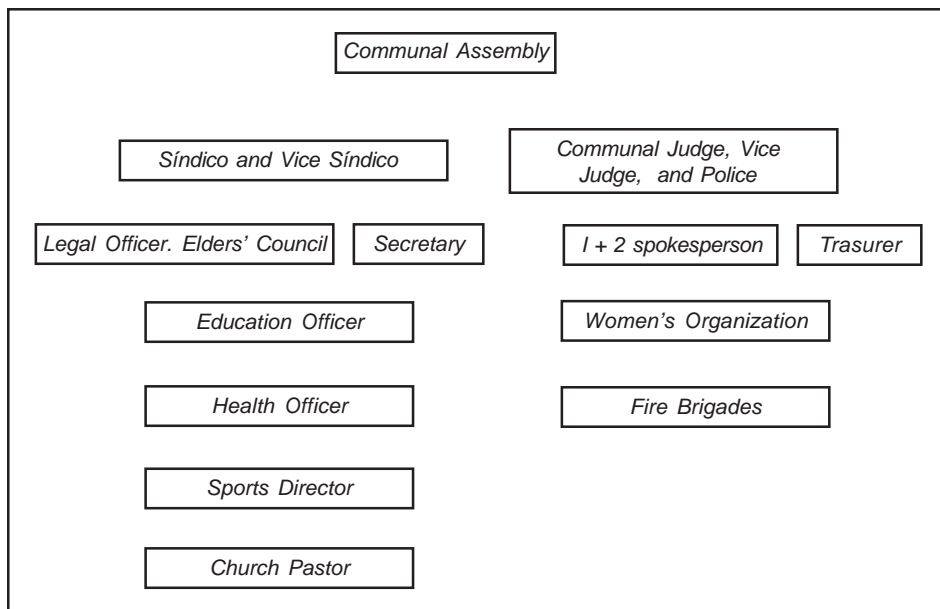 Communal Assembly
Síndico and Vice Síndico
Communal Judge, Vice
Judge, and Police
Legal Officer. Elders' Council
Secretary
I + 2 spokesperson
Trasurer
Education Officer
Women's Organization
Health Officer
Fire Brigades
Sports Director
Church Pastor